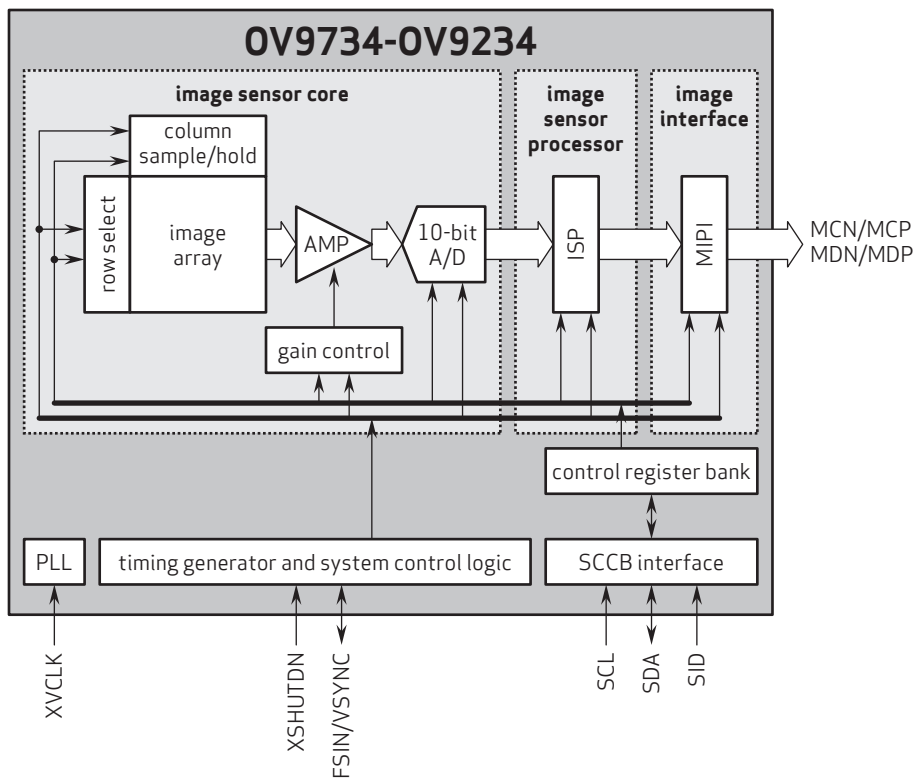 OV9734-OV9234
image sensor core
image
sensor
processor
image
interface
column
sample/hold
row select
image
array
AMP
10-bit
A/D
ISP
MIPI
MCN/MCP
MDN/MDP
gain control
control register bank
PLL
timing generator and system control logic
SCCB interface
XVCLK
XSHUTDN
FSIN/VSYNC
SCL
SDA
SID